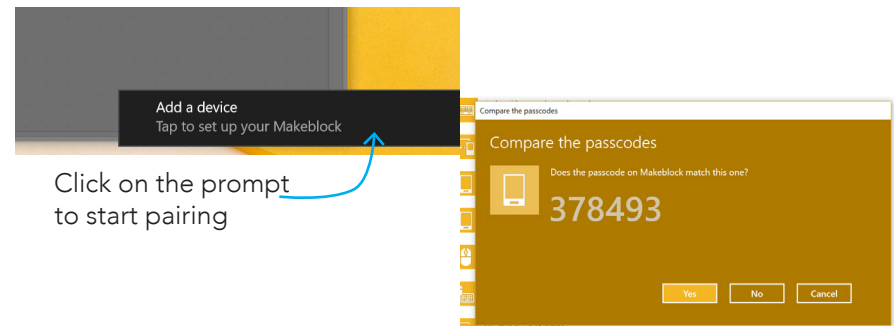 Add a device
Tap to set up your Makeblock
Click on the prompt
to start pairing
Compare the passcodes
Compare the passcodes
Does the passcode on Makeblock match this one?
378493
Yes
No
Cancel